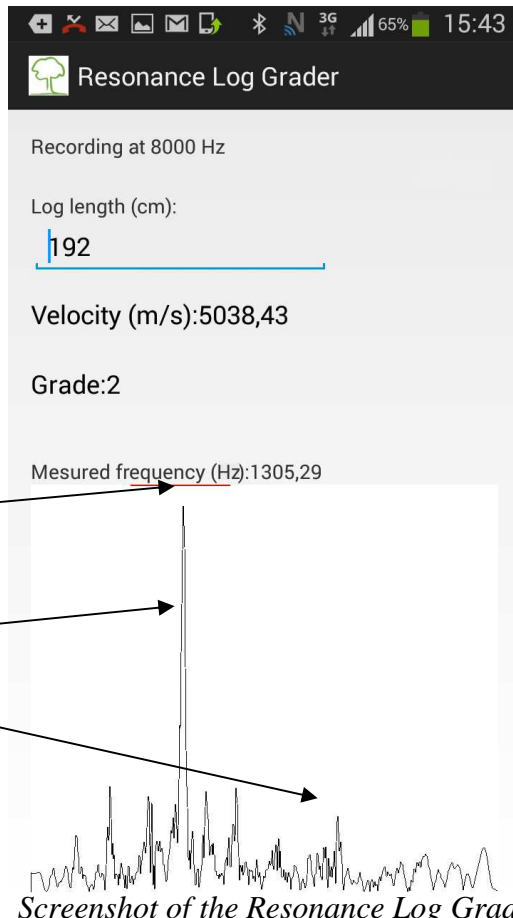 3G 65% 15:43
Resonance Log Grader
Recording at 8000 Hz
Log length (cm):
192
Velocity (m/s):5038,43
Grade:2
Mesured frequency (Hz):1305,29
Screenshot of the Resonance Log Grad